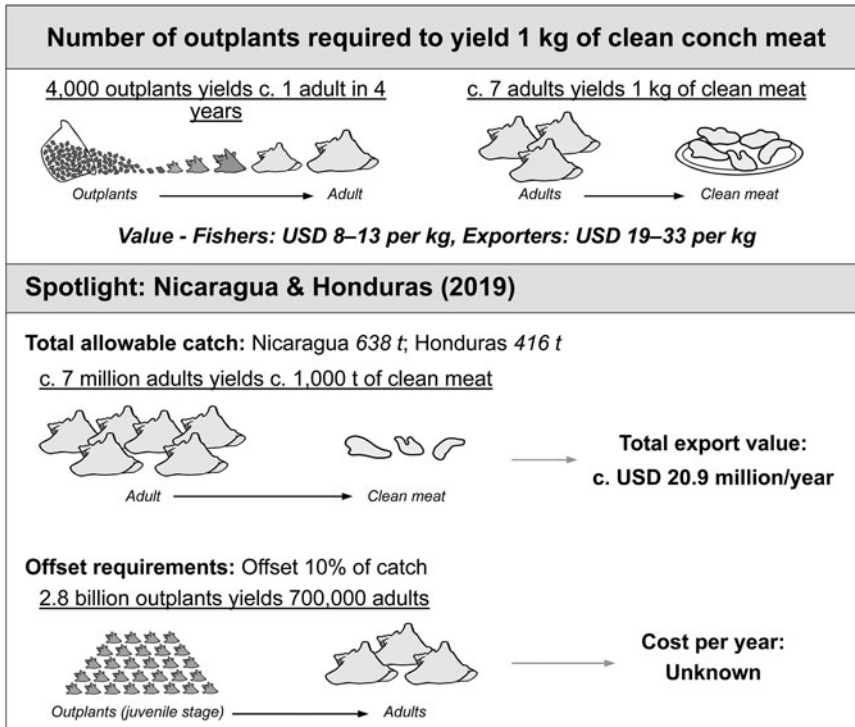 Number of outplants required to yield 1 kg of clean conch meat
4,000 outplants yields c. 1 adult in 4
years
c. 7 adults yields 1 kg of clean meat
Outplants
Adult
Adults
Clean meat
Value - Fishers: USD 8–13 per kg, Exporters: USD 19–33 per kg
Spotlight: Nicaragua & Honduras (2019)
Total allowable catch: Nicaragua 638 t; Honduras 416 t
c. 7 million adults yields c. 1,000 t of clean meat
Adult
Clean meat
Total export value:
c. USD 20.9 million/year
Offset requirements: Offset 10% of catch
2.8 billion outplants yields 700,000 adults
Outplants (juvenile stage)
Adults
Cost per year:
Unknown